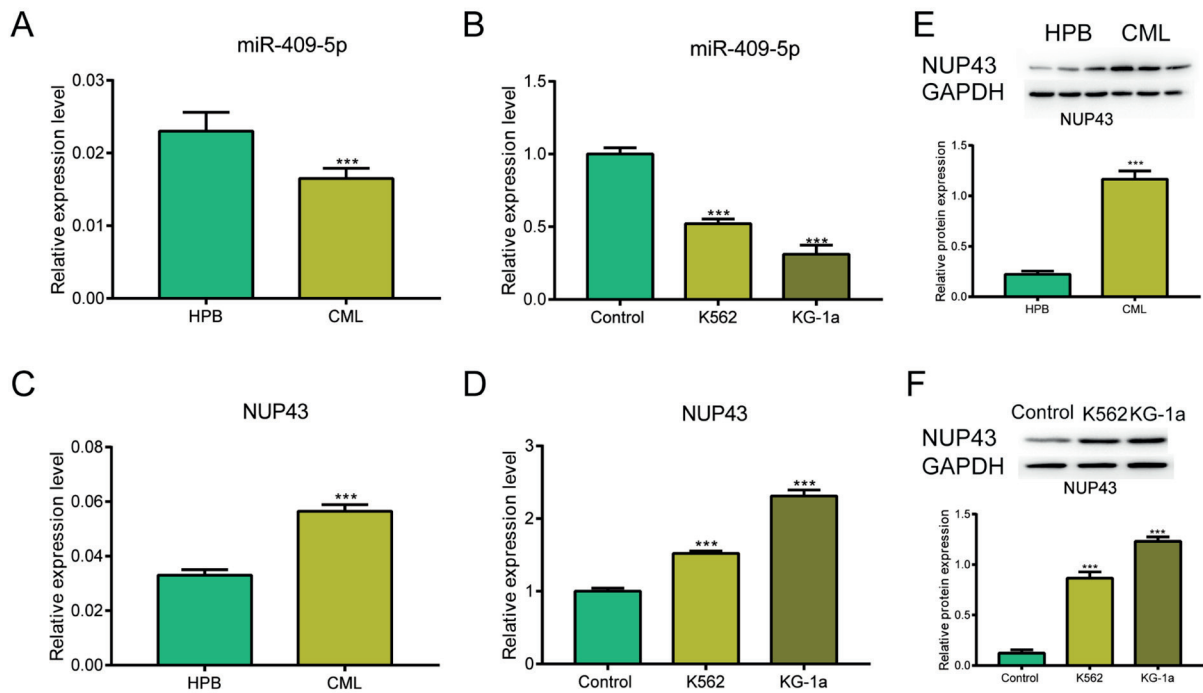 A
miR-409-5p
Relative expression level
0.03
0.02
0.01
0.00
***
HPB CML
B
miR-409-5p
Relative expression level
1.5
1.0
0.5
0.0
***
***
Control K562 KG-1a
C
NUP43
Relative expression level
0.08
0.06
0.04
0.02
0.00
***
HPB CML
D
NUP43
Relative expression level
3
2
1
0
***
***
Control K562 KG-1a
E
HPB CML
NUP43
GAPDH
NUP43
Relative protein expression
1.5
1.0
0.5
0.0
***
HPB CML
F
Control K562 KG-1a
NUP43
GAPDH
NUP43
Relative protein expression
1.5
1.0
0.5
0.0
***
***
Control K562 KG-1a